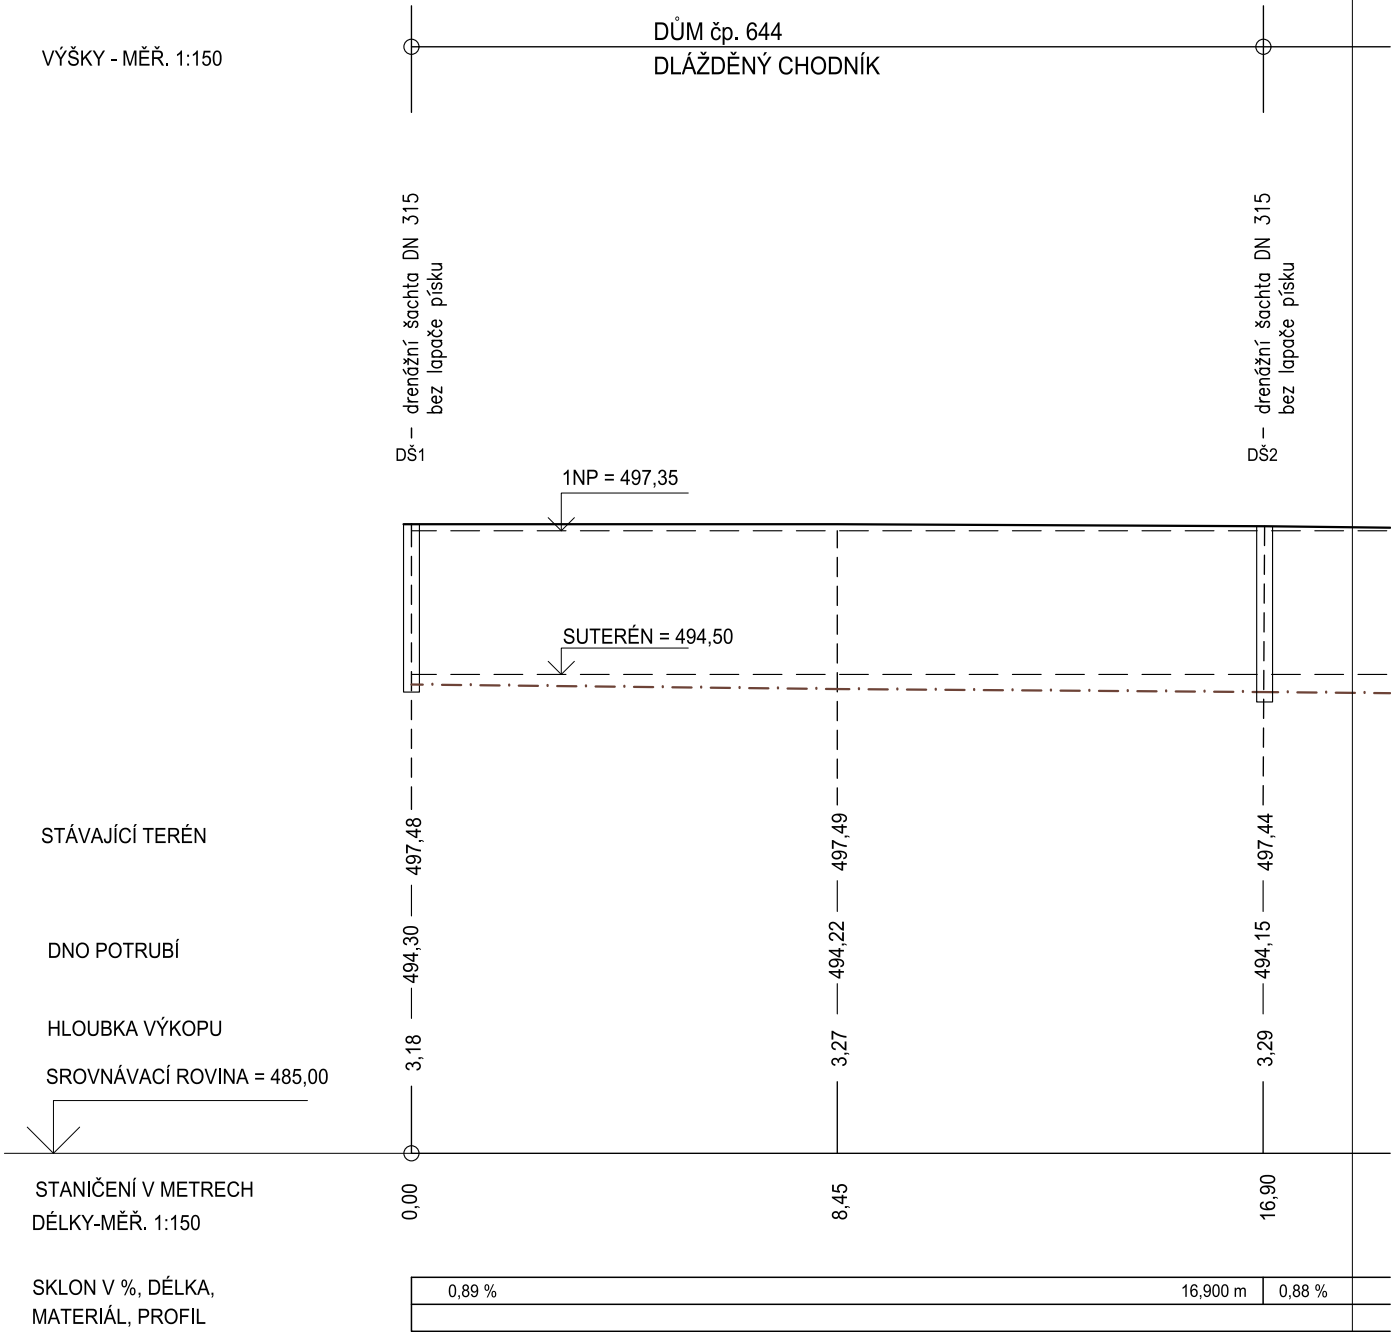 VÝŠKY - MĚŘ. 1:150
DŮM čp. 644
DLÁŽDĚNÝ CHODNÍK
drenážní šachta DN 315
bez lapače písku
DŠ1
drenážní šachta DN 315
bez lapače písku
DŠ2
1NP = 497,35
SUTERÉN = 494,50
STÁVAJÍCÍ TERÉN
497,48
497,49
497,44
DNO POTRUBÍ
494,30
494,22
494,15
HLOUBKA VÝKOPU
3,18
3,27
3,29
SROVNÁVACÍ ROVINA = 485,00
STANIČENÍ V METRECH
DÉLKY-MĚŘ. 1:150
0,00
8,45
16,90
SKLON V %, DÉLKA,
MATERIÁL, PROFIL
0,89 %
16,900 m
0,88 %